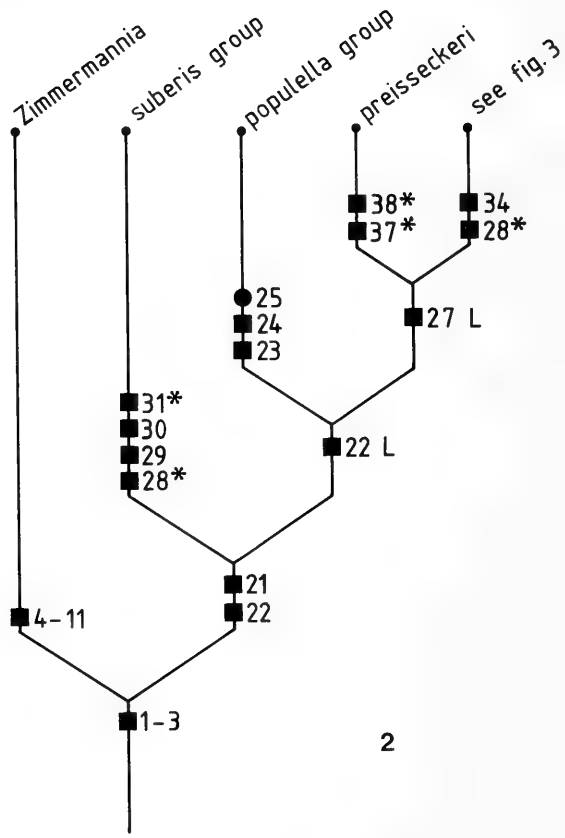 Zimmermannia
suberis group
populella group
preisseckeri
see fig. 3
38*
34
37*
28*
25
27 L
24
23
31*
30
22 L
29
28*
21
22
4-11
1-3
2